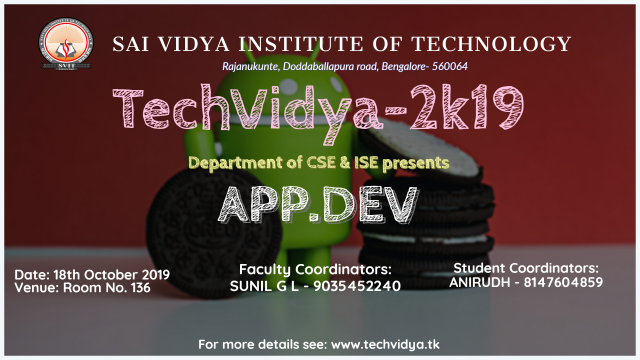 SAI VIDYA INSTITUTE OF TECHNOLOGY
Rajanukunte, Doddaballapura road, Bengalore- 560064
TechVidya-2k19
Department of CSE & ISE presents
APP.DEV
Date: 18th October 2019
Venue: Room No. 136
Faculty Coordinators:
SUNIL G L - 9035452240
Student Coordinators:
ANIRUDH - 8147604859
For more details see: www.techvidya.tk